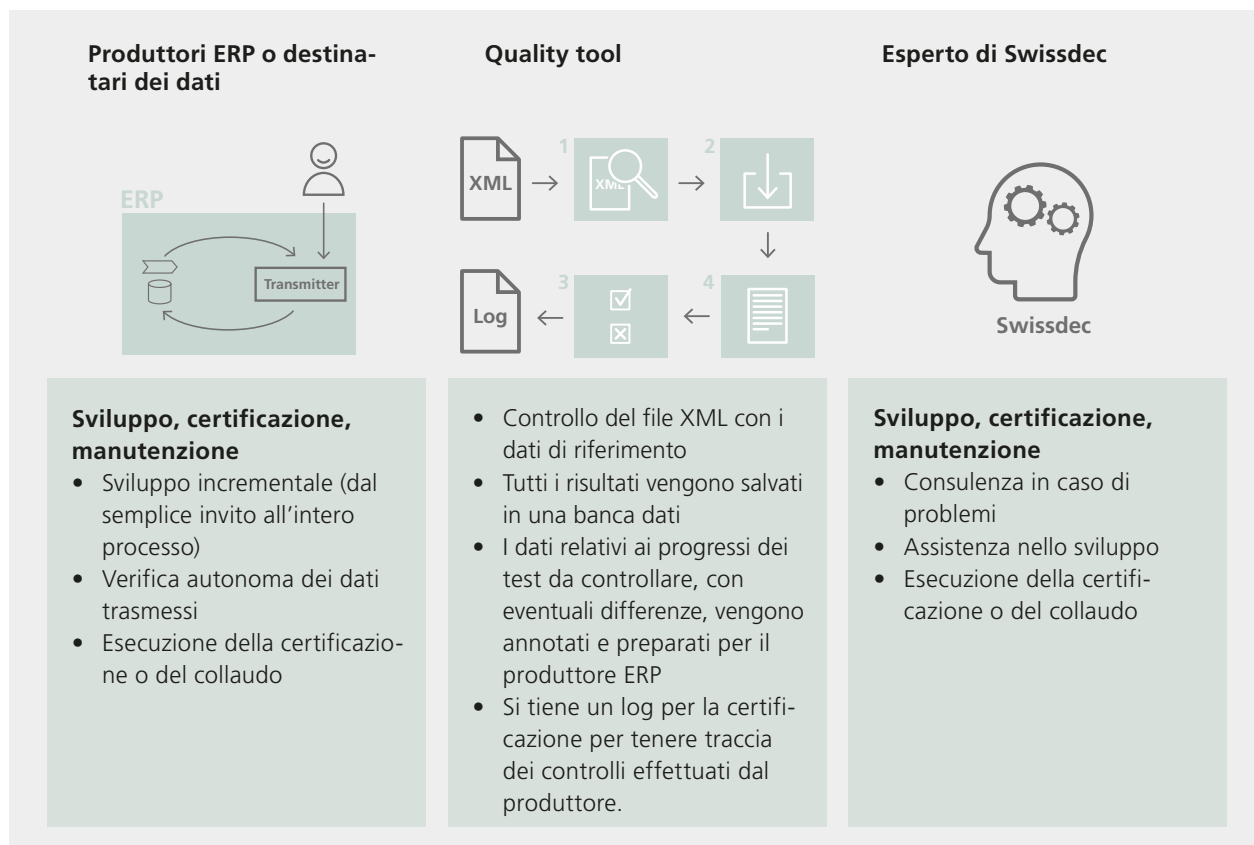 Produttori ERP o destina-
tari dei dati
ERP
Transmitter
Sviluppo, certificazione,
manutenzione
• Sviluppo incrementale (dal
semplice invito all'intero
processo)
• Verifica autonoma dei dati
trasmessi
• Esecuzione della certificazio-
ne o del collaudo
Quality tool
XML
1
XML
2
Log
3
4
• Controllo del file XML con i
dati di riferimento
• Tutti i risultati vengono salvati
in una banca dati
• I dati relativi ai progressi dei
test da controllare, con
eventuali differenze, vengono
annotati e preparati per il
produttore ERP
• Si tiene un log per la certifi-
cazione per tenere traccia
dei controlli effettuati dal
produttore.
Esperto di Swissdec
Swissdec
Sviluppo, certificazione,
manutenzione
• Consulenza in caso di
problemi
• Assistenza nello sviluppo
• Esecuzione della certifi-
cazione o del collaudo